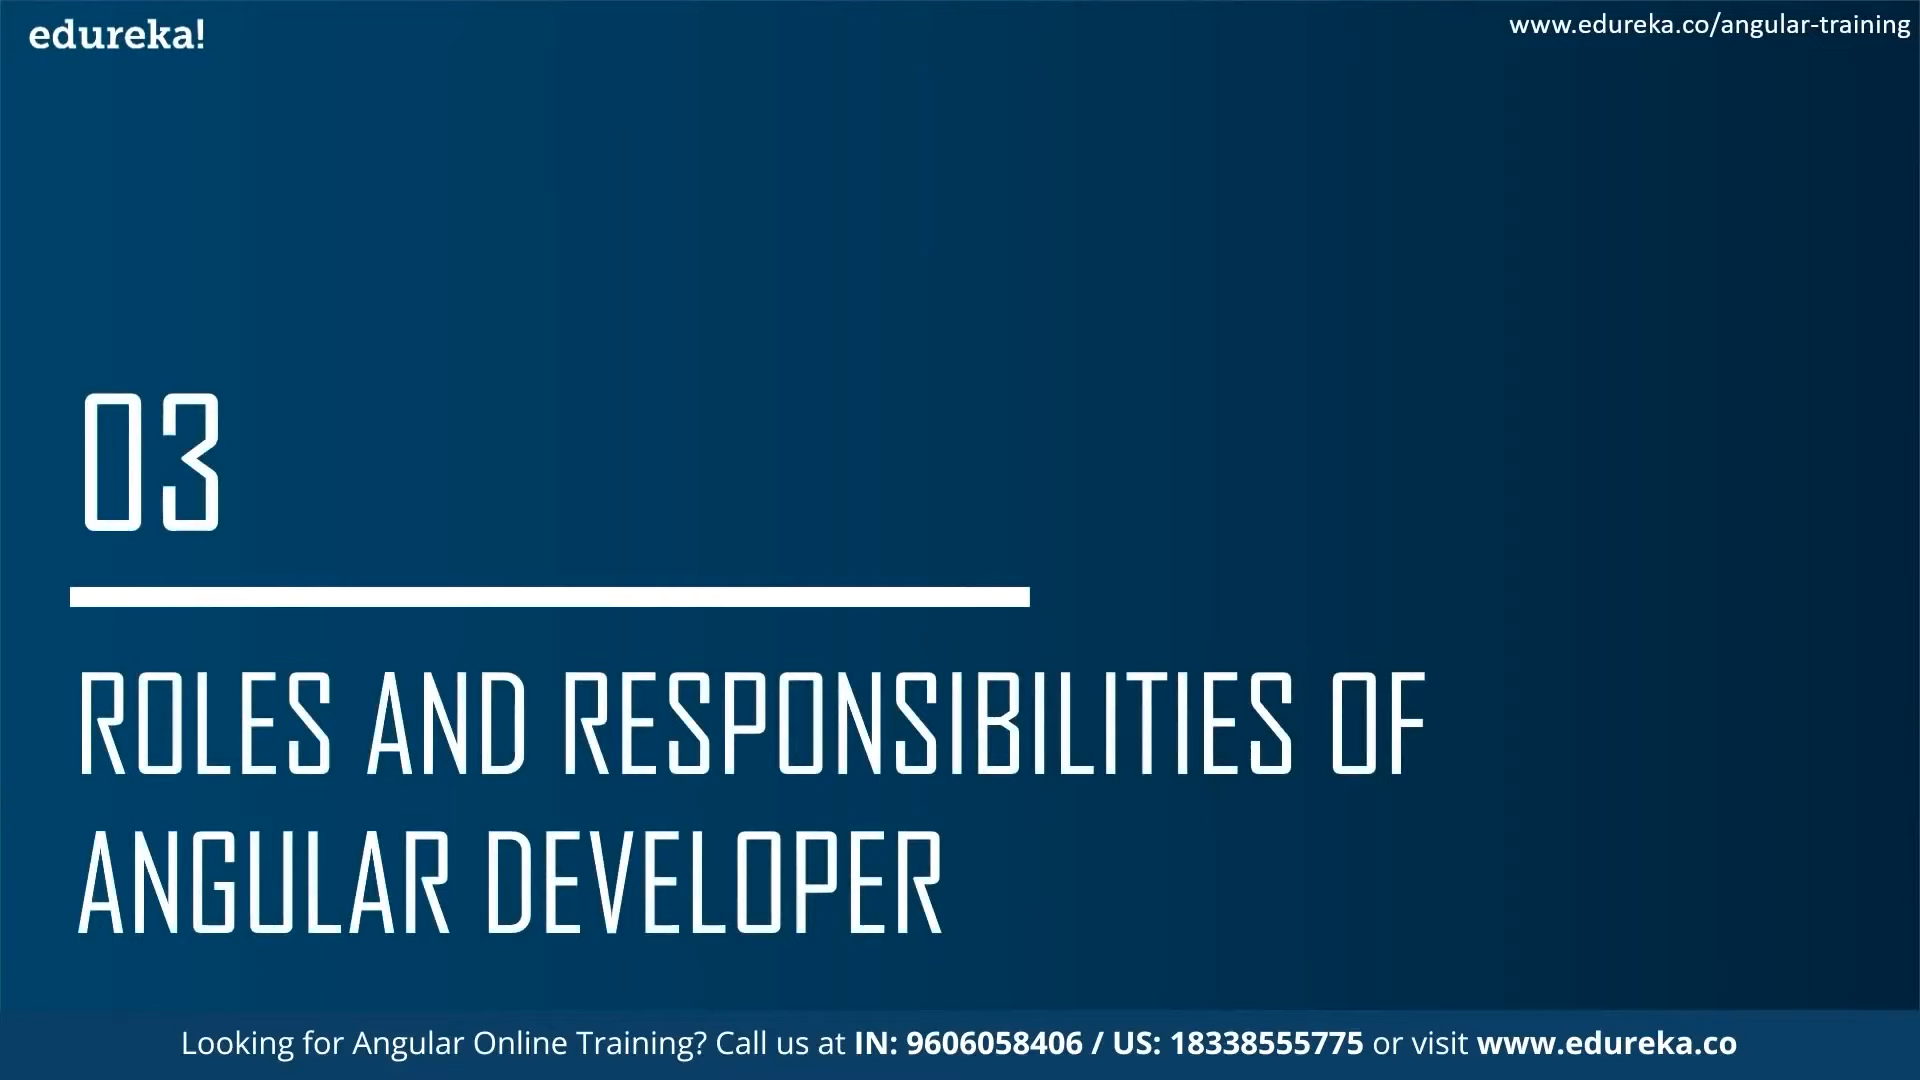 edureka!
www.edureka.co/angular-training
03
ROLES AND RESPONSIBILITIES OF
ANGULAR DEVELOPER
Looking for Angular Online Training? Call us at IN: 9606058406 / US: 18338555775 or visit www.edureka.co